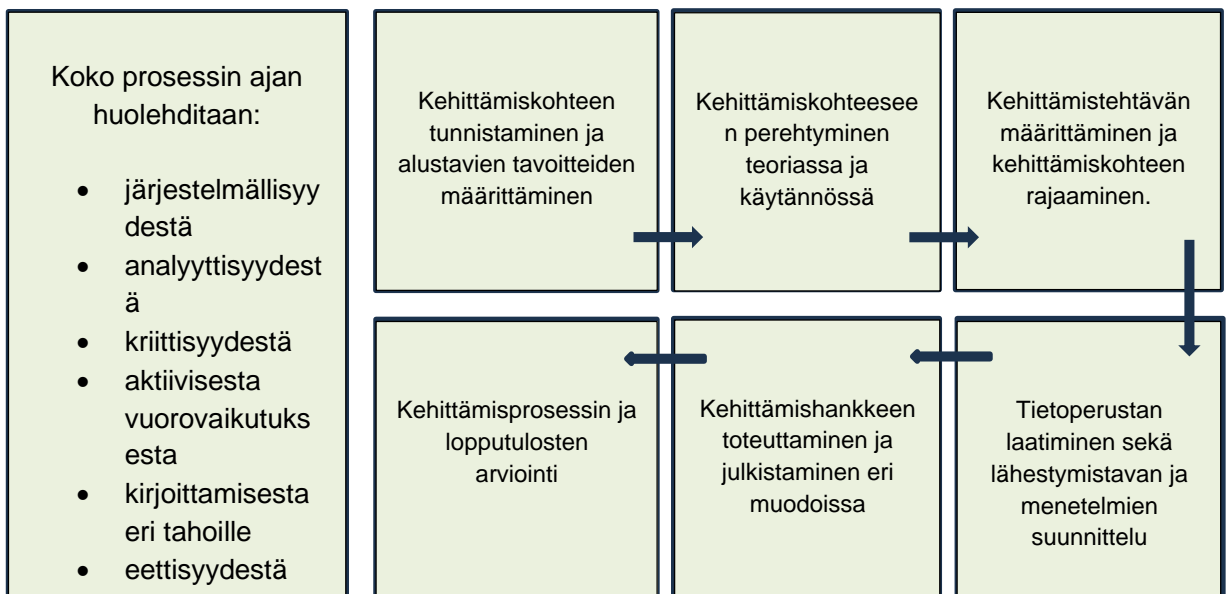 Koko prosessin ajan
huolehditaan:
• järjestelmällisyy
destä
• analyyttisyydest
ä
• kriittisyydestä
• aktiivisesta
vuorovaikutuks
esta
• kirjoittamisesta
eri tahoille
• eettisyydestä
Kehittämiskohteen
tunnistaminen ja
alustavien tavoitteiden
määrittäminen
Kehittämiskohteesee
n perehtyminen
teoriassa ja
käytännössä
Kehittämistehtävän
määrittäminen ja
kehittämiskohteen
rajaaminen.
Tietoperustan
laatiminen sekä
lähestymistavan ja
menetelmien
suunnittelu
Kehittämishankkeen
toteuttaminen ja
julkistaminen eri
muodoissa
Kehittämisprosessin ja
lopputulosten
arviointi